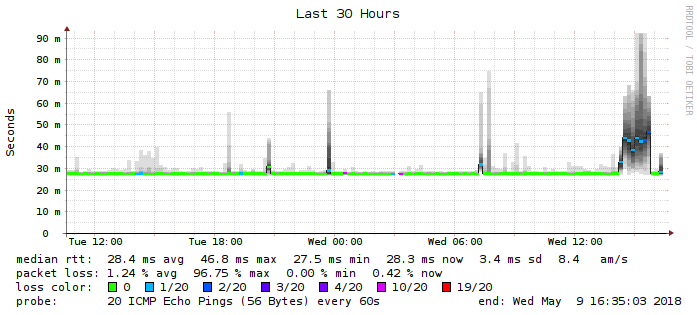 Last 30 Hours
RRDTOOL / TOBI OETIKER
Seconds
90 m
80 m
70 m
60 m
50 m
40 m
30 m
20 m
10 m
0
Tue 12:00 Tue 18:00 Wed 00:00 Wed 06:00 Wed 12:00
median rtt: 28.4 ms avg 46.8 ms max 27.5 ms min 28.3 ms now 3.4 ms sd 8.4 am/s
packet loss: 1.24 % avg 96.75 % max 0.00 % min 0.42 % now
loss color: 0 1/20 2/20 3/20 4/20 10/20 19/20
probe: 20 ICMP Echo Pings (56 Bytes) every 60s end: Wed May 9 16:35:03 2018